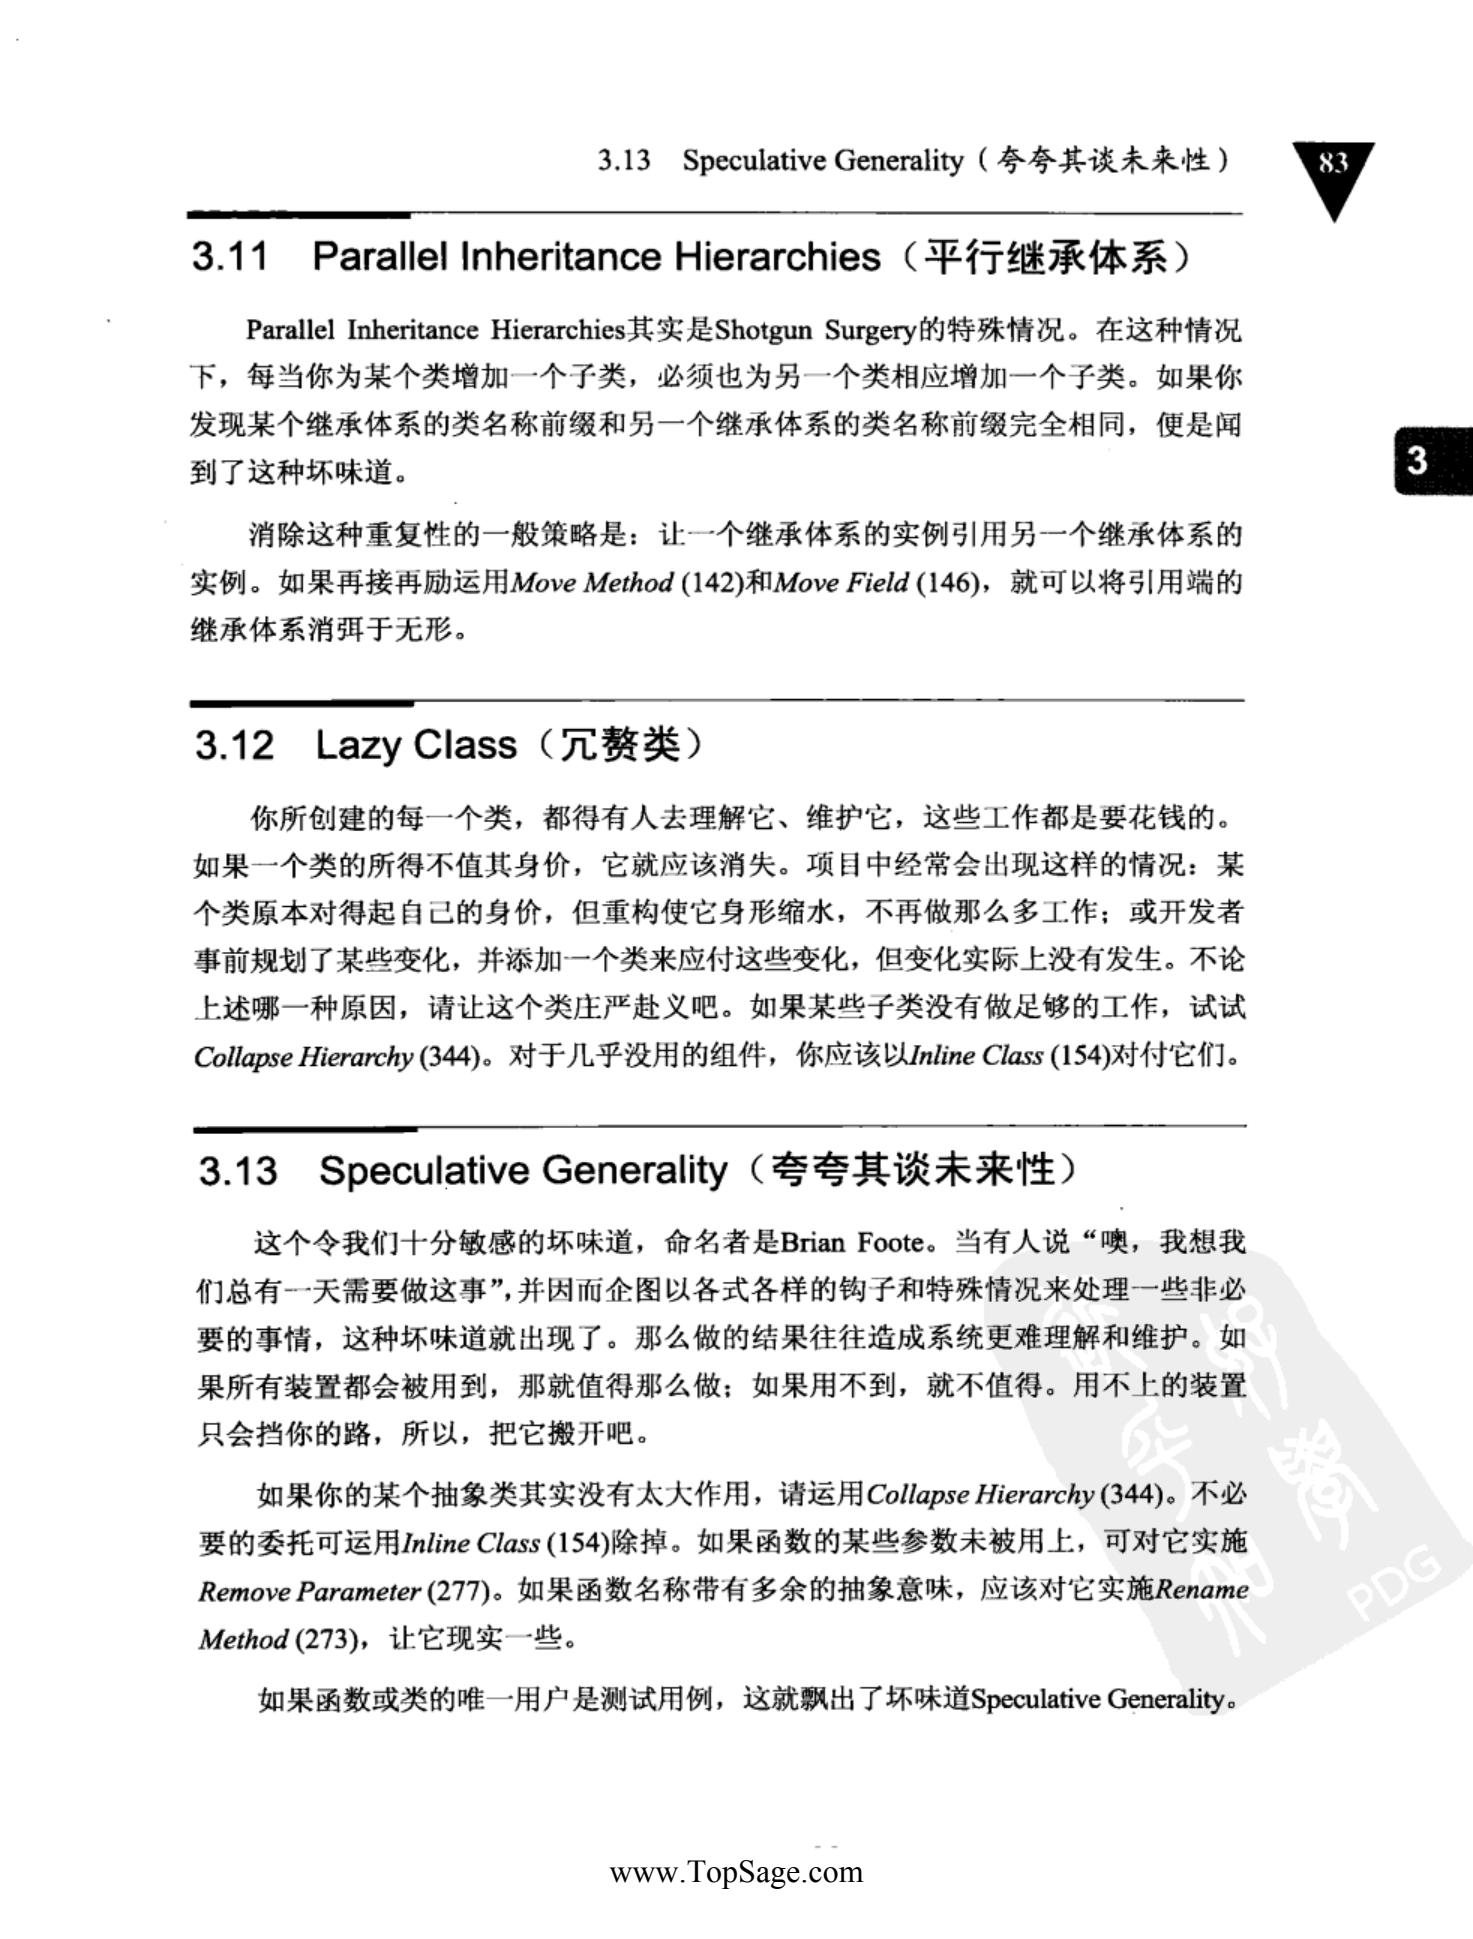 3.13 Speculative Generality（夸夸其谈未来性）
83
3.11 Parallel Inheritance Hierarchies（平行继承体系）
Parallel Inheritance Hierarchies其实是Shotgun Surgery的特殊情况。在这种情况
下，每当你为某个类增加一个子类，必须也为另一个类相应增加一个子类。如果你
发现某个继承体系的类名称前缀和另一个继承体系的类名称前缀完全相同，便是闻
到了这种坏味道。
3
消除这种重复性的一般策略是：让一个继承体系的实例引用另一个继承体系的
实例。如果再接再励运用Move Method (142)和Move Field (146)，就可以将引用端的
继承体系消弭于无形。
3.12 Lazy Class（冗赘类）
你所创建的每一个类，都得有人去理解它、维护它，这些工作都是要花钱的。
如果一个类的所得不值其身价，它就应该消失。项目中经常会出现这样的情况：某
个类原本对得起自己的身价，但重构使它身形缩水，不再做那么多工作；或开发者
事前规划了某些变化，并添加一个类来应付这些变化，但变化实际上没有发生。不论
上述哪一种原因，请让这个类庄严赴义吧。如果某些子类没有做足够的工作，试试
Collapse Hierarchy (344)。对于几乎没用的组件，你应该以Inline Class (154)对付它们。
3.13 Speculative Generality（夸夸其谈未来性）
这个令我们十分敏感的坏味道，命名者是Brian Foote。当有人说“噢，我想我
们总有一天需要做这事”，并因而企图以各式各样的钩子和特殊情况来处理一些非必
要的事情，这种坏味道就出现了。那么做的结果往往造成系统更难理解和维护。如
果所有装置都会被用到，那就值得那么做；如果用不到，就不值得。用不上的装置
只会挡你的路，所以，把它搬开吧。
如果你的某个抽象类其实没有太大作用，请运用Collapse Hierarchy (344)。不必
要的委托可运用Inline Class (154)除掉。如果函数的某些参数未被用上，可对它实施
Remove Parameter (277)。如果函数名称带有多余的抽象意味，应该对它实施Rename
Method (273)，让它现实一些。
PDG
如果函数或类的唯一用户是测试用例，这就飘出了坏味道Speculative Generality。
www.TopSage.com